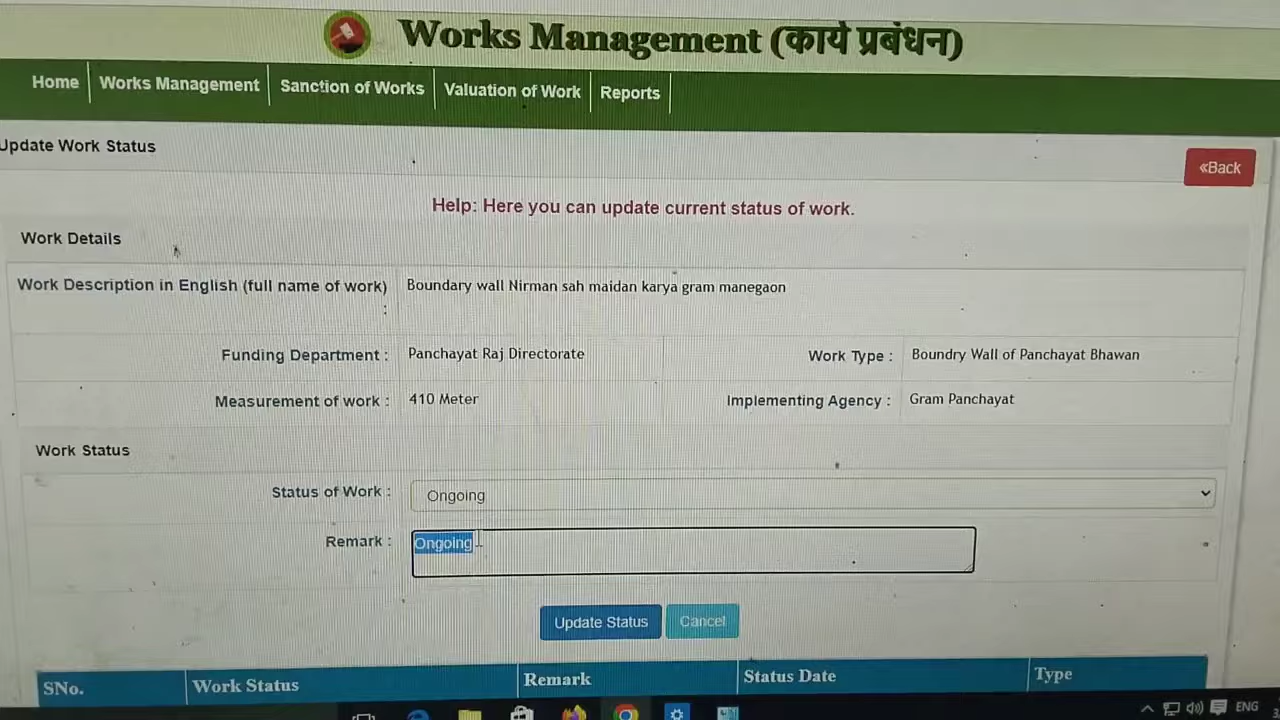 Works Management (कार्य प्रबंधन)
Home Works Management Sanction of Works Valuation of Work Reports
Update Work Status
«Back
Help: Here you can update current status of work.
Work Details
Work Description in English (full name of work) : Boundary wall Nirman sah maidan karya gram manegaon
Funding Department : Panchayat Raj Directorate Work Type : Boundry Wall of Panchayat Bhawan
Measurement of work : 410 Meter Implementing Agency : Gram Panchayat
Work Status
Status of Work : Ongoing
Remark : Ongoing
Update Status Cancel
SNo. Work Status Remark Status Date Type
ENG